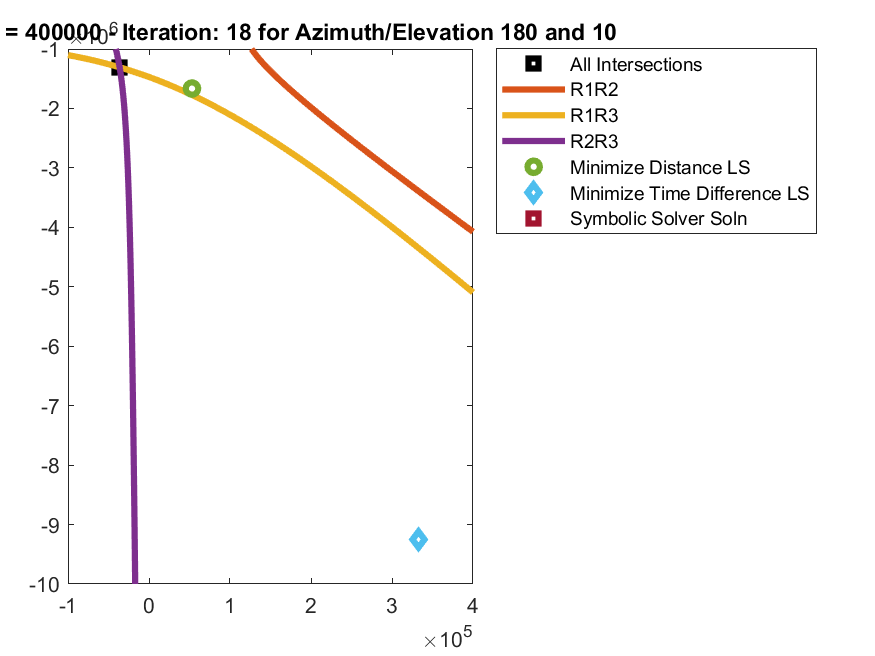 = 400000 - Iteration: 18 for Azimuth/Elevation 180 and 10
×10^6
-1
-2
-3
-4
-5
-6
-7
-8
-9
-10
-1 0 1 2 3 4
×10^5
All Intersections
R1R2
R1R3
R2R3
Minimize Distance LS
Minimize Time Difference LS
Symbolic Solver Soln